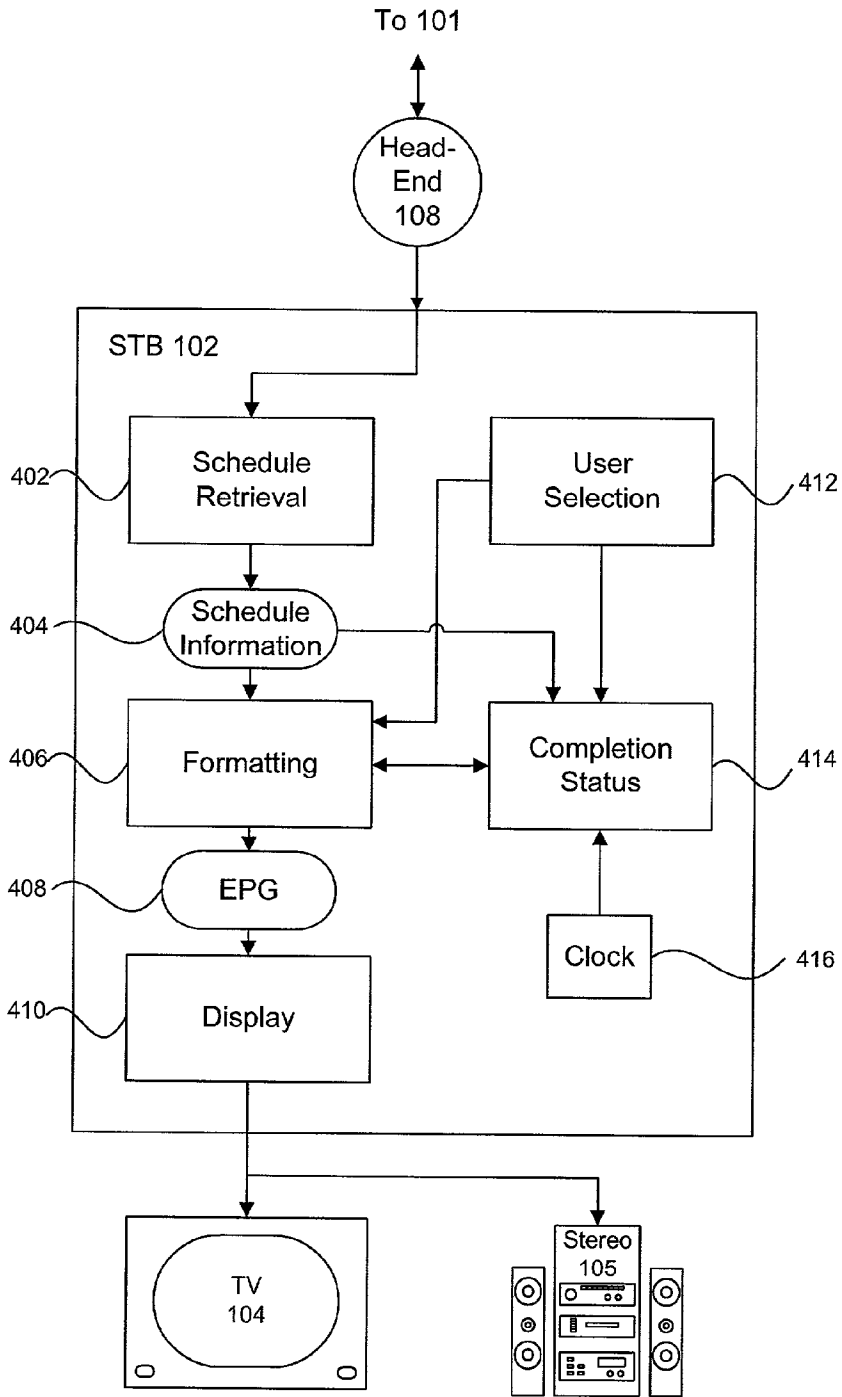 To 101
Head-
End
108
STB 102
402
Schedule
Retrieval
User
Selection
412
404
Schedule
Information
406
Formatting
Completion
Status
414
408
EPG
Clock
416
410
Display
TV
104
Stereo
105